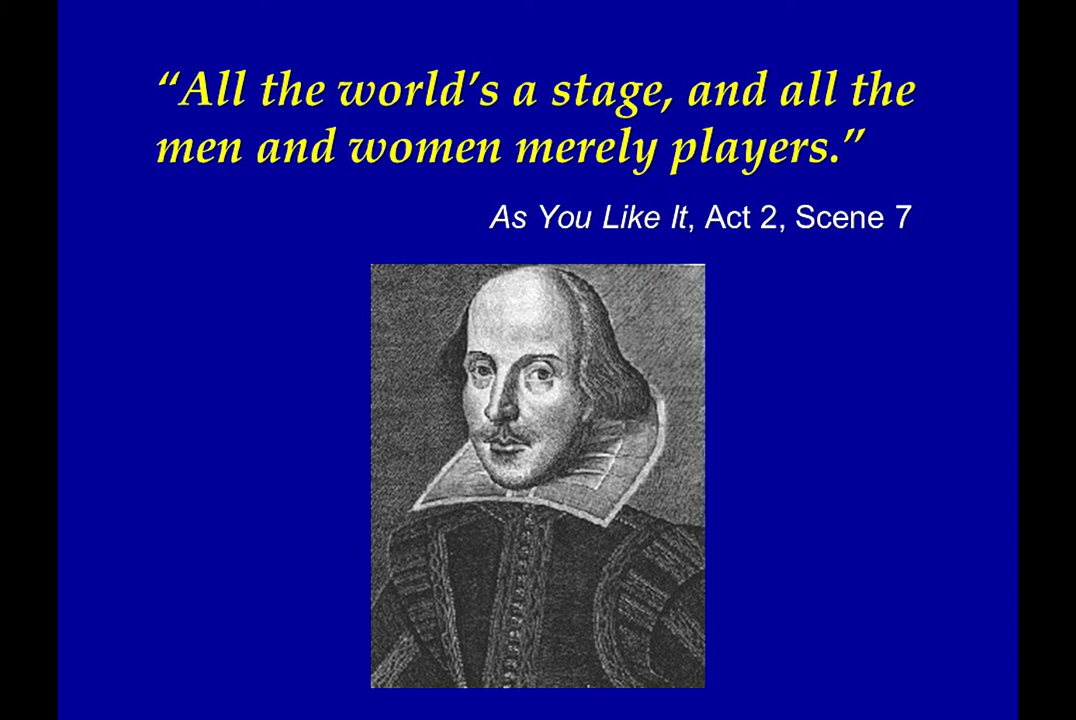 “All the world’s a stage, and all the
men and women merely players.”
As You Like It, Act 2, Scene 7